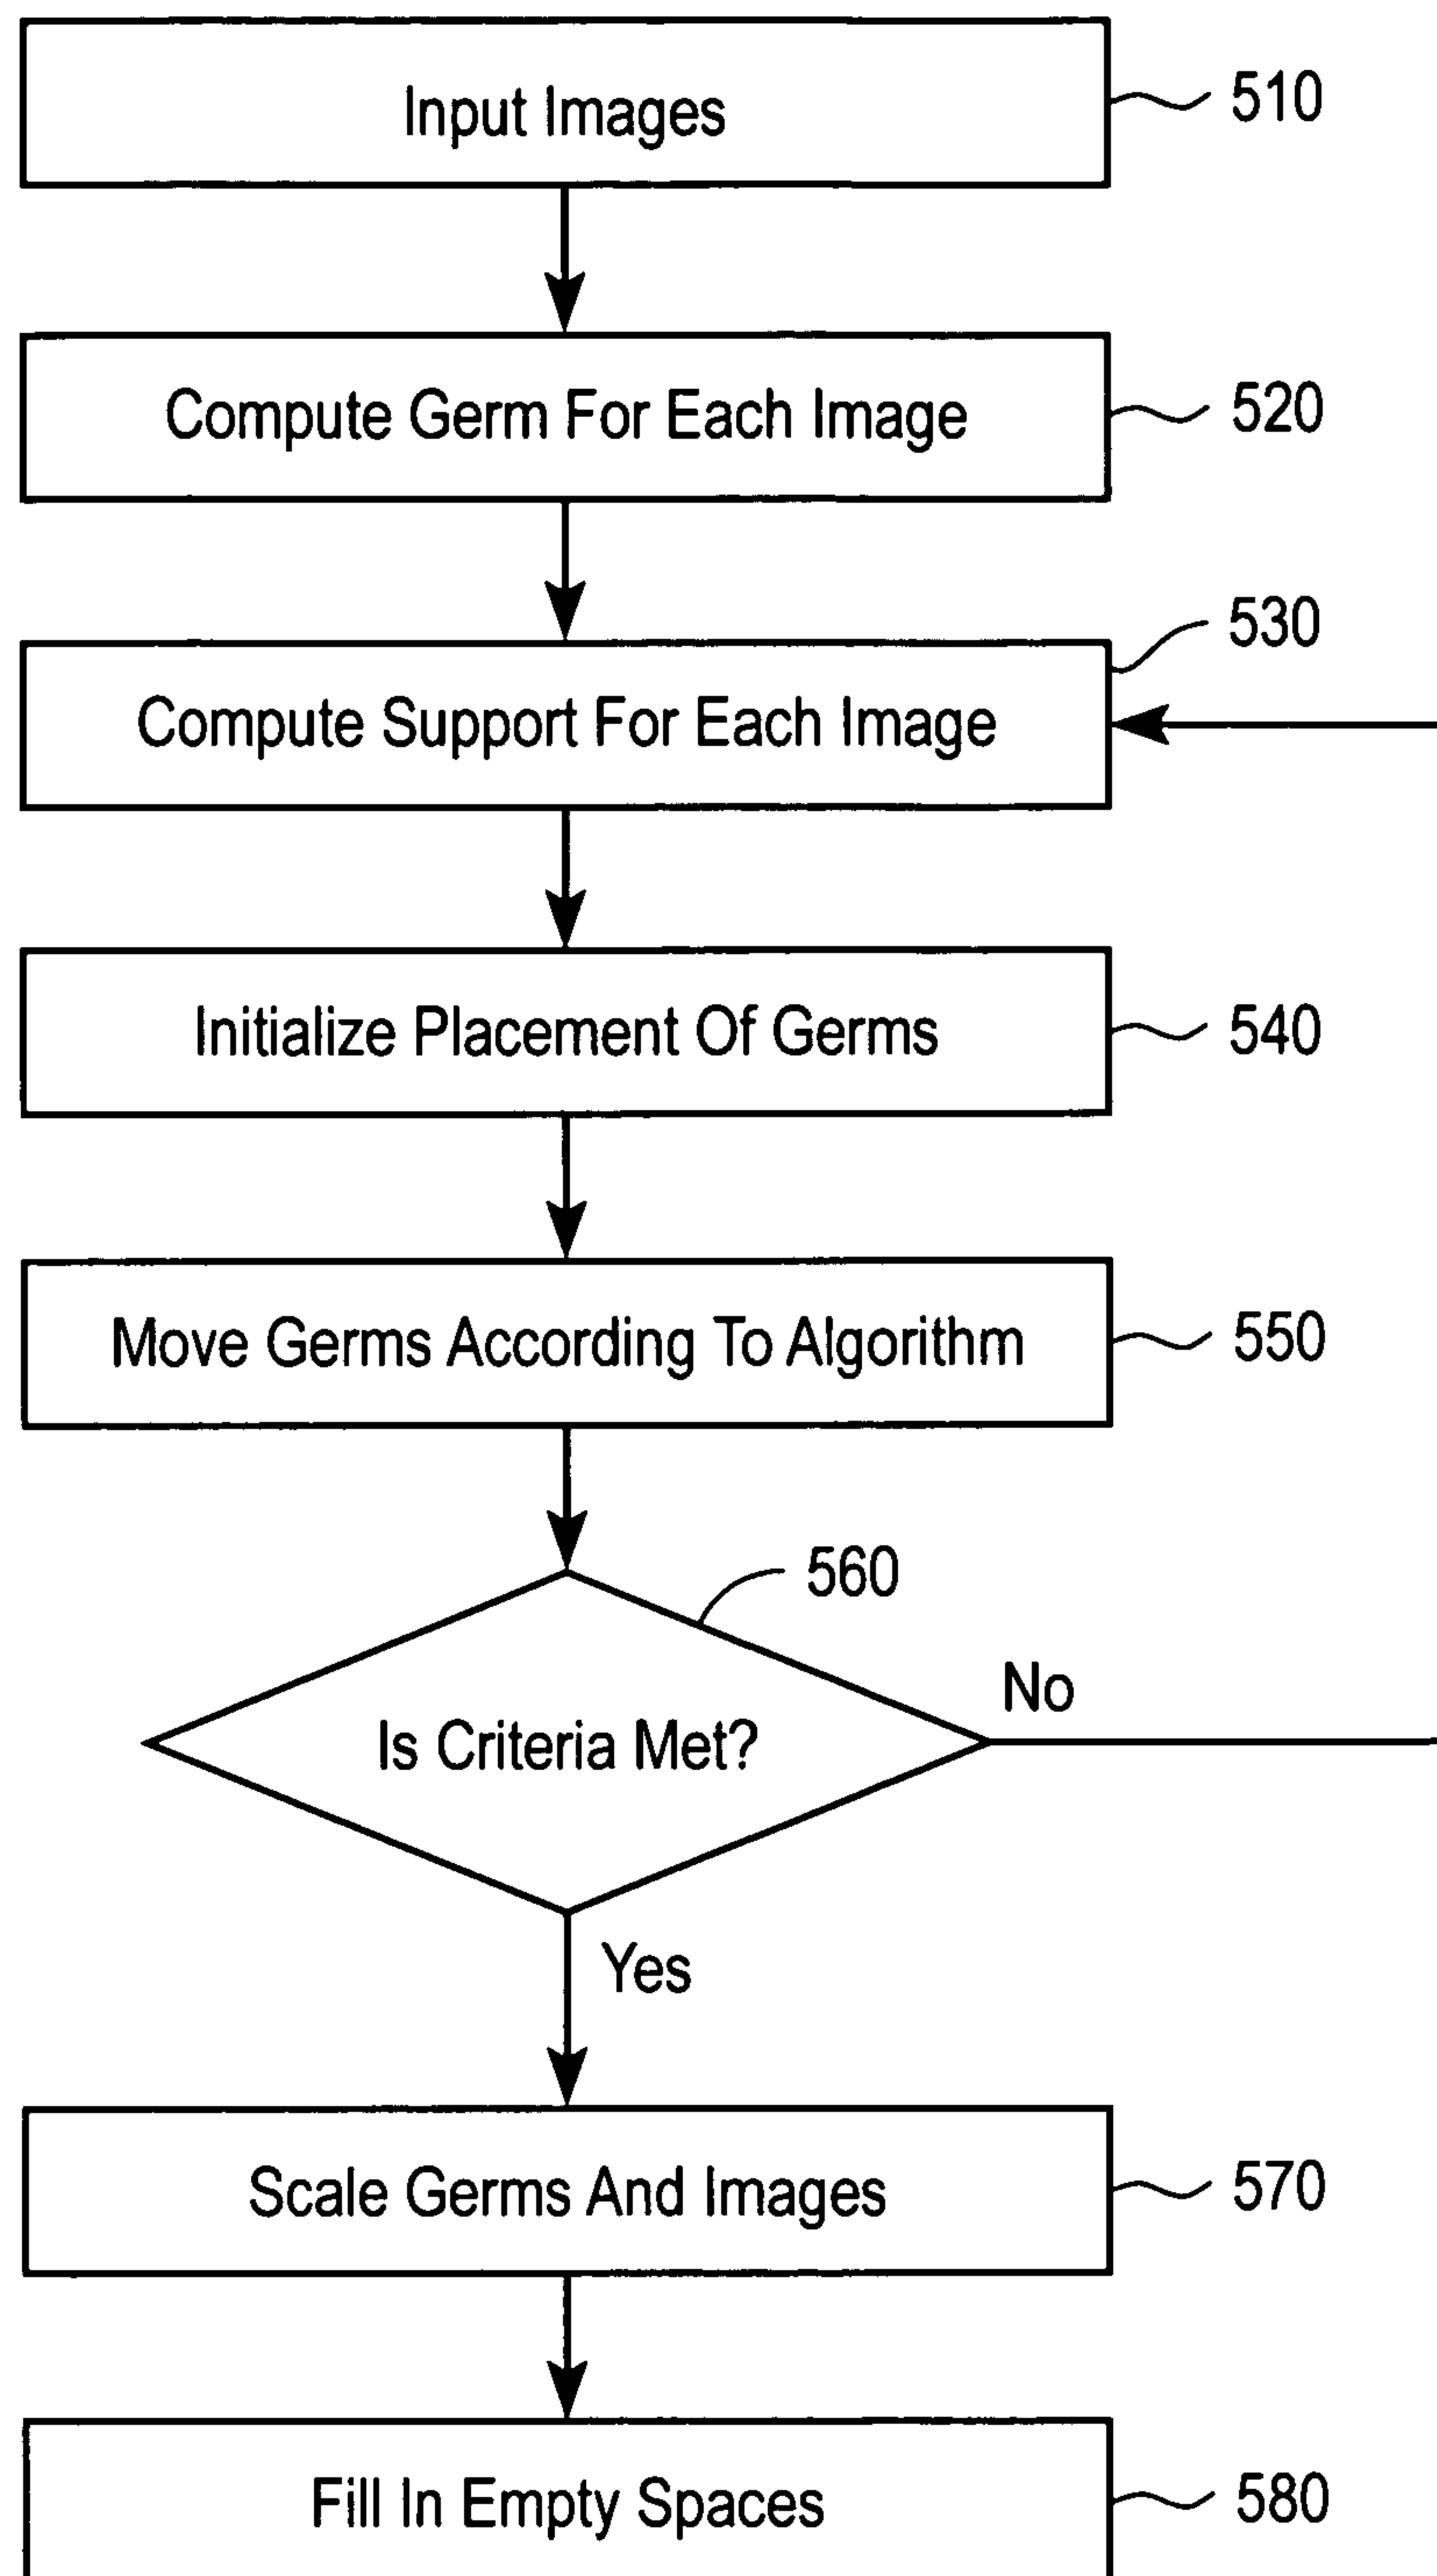 Input Images
510
Compute Germ For Each Image
520
530
Compute Support For Each Image
Initialize Placement Of Germs
540
Move Germs According To Algorithm
550
560
Is Criteria Met?
No
Yes
Scale Germs And Images
570
Fill In Empty Spaces
580